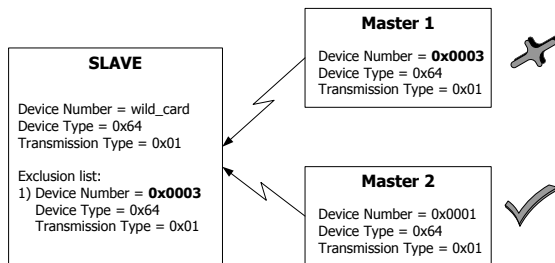 SLAVE
Device Number = wild_card
Device Type = 0x64
Transmission Type = 0x01
Exclusion list:
1) Device Number = 0x0003
Device Type = 0x64
Transmission Type = 0x01
Master 1
Device Number = 0x0003
Device Type = 0x64
Transmission Type = 0x01
Master 2
Device Number = 0x0001
Device Type = 0x64
Transmission Type = 0x01